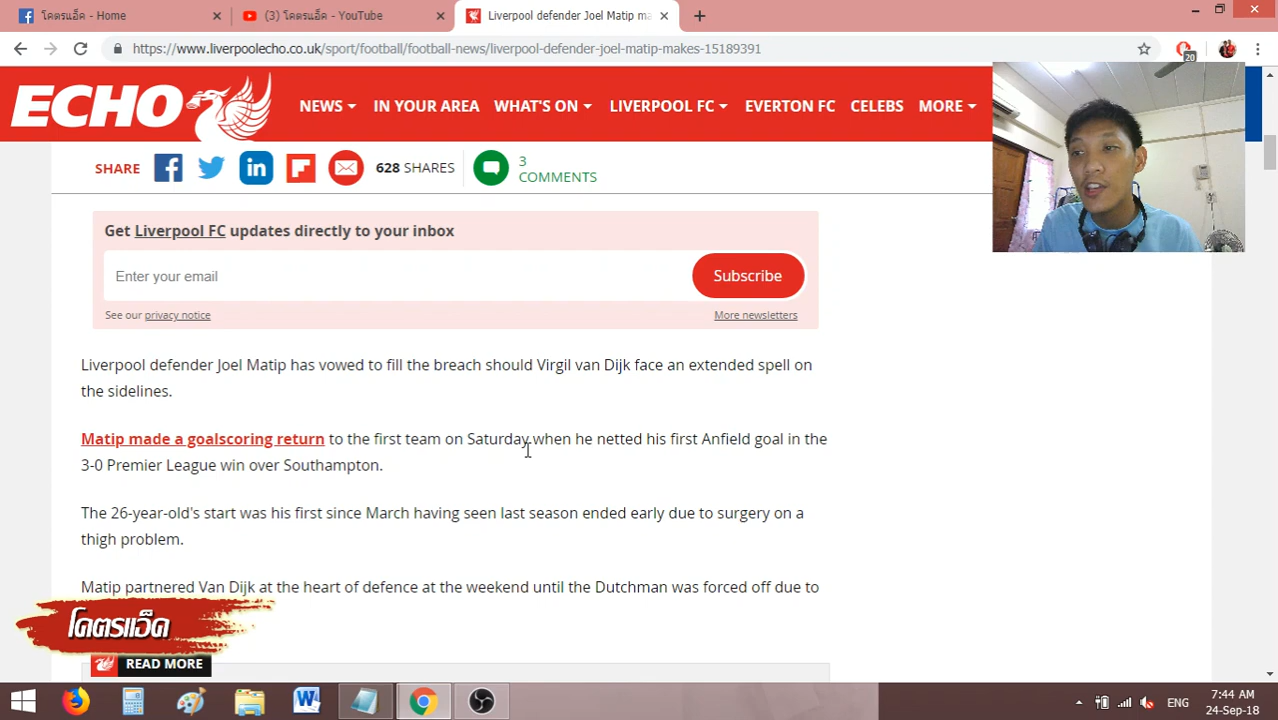 โคตรแอ็ด - Home
(3) โคตรแอ็ด - YouTube
Liverpool defender Joel Matip ma
https://www.liverpoolecho.co.uk/sport/football/football-news/liverpool-defender-joel-matip-makes-15189391
20
ECHO
NEWS
IN YOUR AREA
WHAT'S ON
LIVERPOOL FC
EVERTON FC
CELEBS
MORE
SHARE
628 SHARES
3
COMMENTS
Get Liverpool FC updates directly to your inbox
Enter your email
Subscribe
See our privacy notice
More newsletters
Liverpool defender Joel Matip has vowed to fill the breach should Virgil van Dijk face an extended spell on
the sidelines.
Matip made a goalscoring return to the first team on Saturday when he netted his first Anfield goal in the
3-0 Premier League win over Southampton.
The 26-year-old's start was his first since March having seen last season ended early due to surgery on a
thigh problem.
Matip partnered Van Dijk at the heart of defence at the weekend until the Dutchman was forced off due to
โคตรแอ็ด
READ MORE
ENG
7:44 AM
24-Sep-18